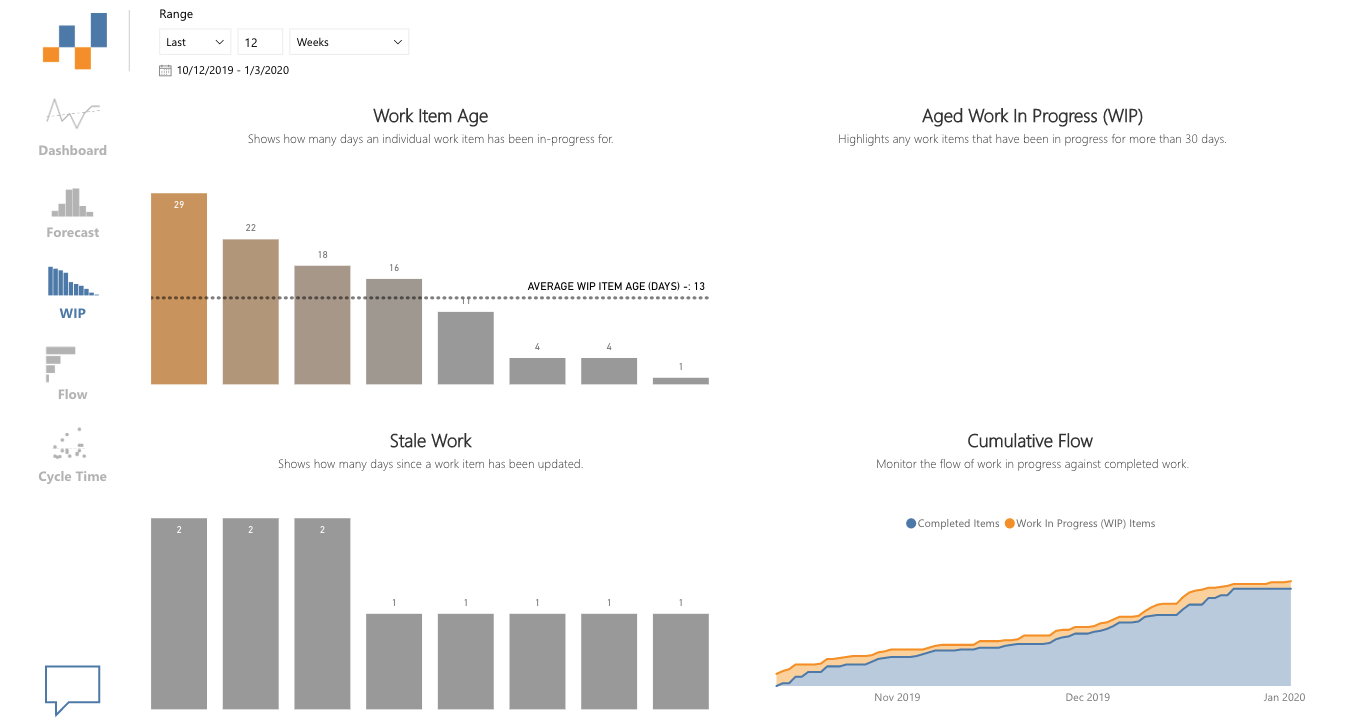 Range
Last 12 Weeks
10/12/2019 - 1/3/2020
Dashboard
Forecast
WIP
Flow
Cycle Time
Work Item Age
Shows how many days an individual work item has been in-progress for.
29
22
18
16
AVERAGE WIP ITEM AGE (DAYS) -: 13
11
4
4
1
Aged Work In Progress (WIP)
Highlights any work items that have been in progress for more than 30 days.
Stale Work
Shows how many days since a work item has been updated.
2
2
2
1
1
1
1
1
Cumulative Flow
Monitor the flow of work in progress against completed work.
Completed Items Work In Progress (WIP) Items
Nov 2019 Dec 2019 Jan 2020